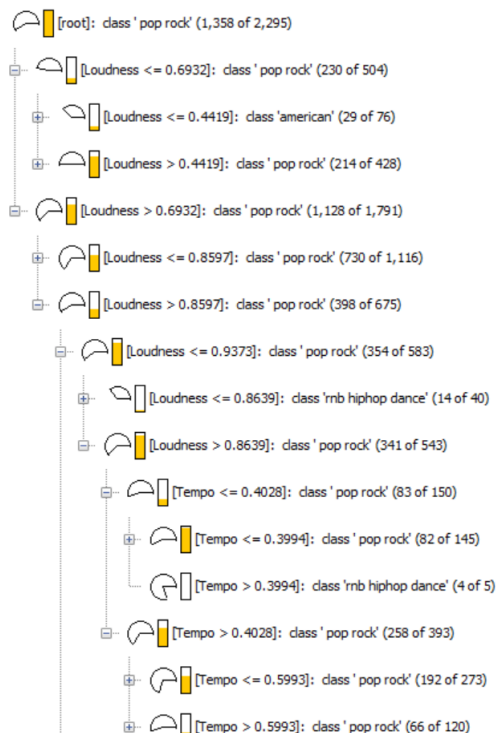 [root]: class ' pop rock' (1,358 of 2,295)
[Loudness <= 0.6932]: class ' pop rock' (230 of 504)
[Loudness <= 0.4419]: class 'american' (29 of 76)
[Loudness > 0.4419]: class ' pop rock' (214 of 428)
[Loudness > 0.6932]: class ' pop rock' (1,128 of 1,791)
[Loudness <= 0.8597]: class ' pop rock' (730 of 1,116)
[Loudness > 0.8597]: class ' pop rock' (398 of 675)
[Loudness <= 0.9373]: class ' pop rock' (354 of 583)
[Loudness <= 0.8639]: class 'rnb hiphop dance' (14 of 40)
[Loudness > 0.8639]: class ' pop rock' (341 of 543)
[Tempo <= 0.4028]: class ' pop rock' (83 of 150)
[Tempo <= 0.3994]: class ' pop rock' (82 of 145)
[Tempo > 0.3994]: class 'rnb hiphop dance' (4 of 5)
[Tempo > 0.4028]: class ' pop rock' (258 of 393)
[Tempo <= 0.5993]: class ' pop rock' (192 of 273)
[Tempo > 0.5993]: class ' pop rock' (66 of 120)